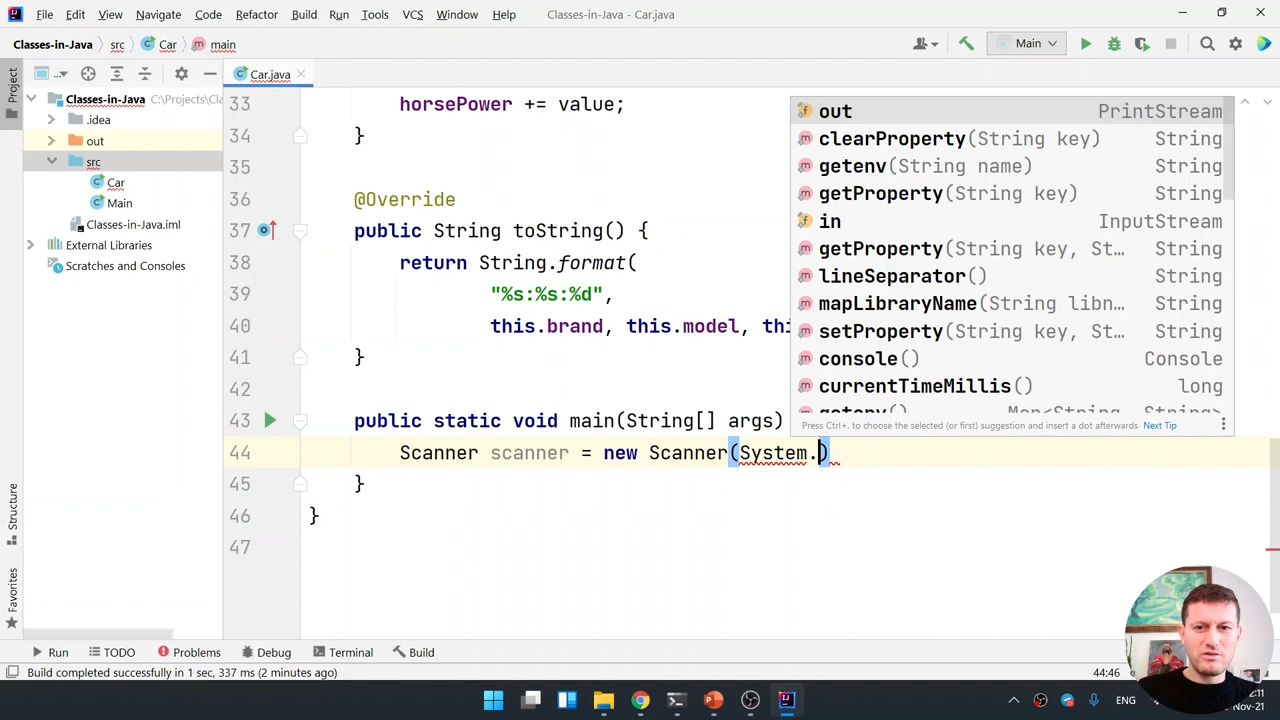 File Edit View Navigate Code Refactor Build Run Tools VCS Window Help Classes-in-Java - Car.java
Classes-in-Java src Car main Main
... Car.java
Project
Classes-in-Java C:\Projects\Cla
.idea
out
src
Car
Main
Classes-in-Java.iml
External Libraries
Scratches and Consoles
Structure
Favorites
33 horsePower += value;
34 }
35
36 @Override
37 public String toString() {
38 return String.format(
39 "%s:%s:%d",
40 this.brand, this.model, thi
41 }
42
43 public static void main(String[] args)
44 Scanner scanner = new Scanner(System.)
45 }
46 }
47
out PrintStream
clearProperty(String key) String
getenv(String name) String
getProperty(String key) String
in InputStream
getProperty(String key, St… String
lineSeparator() String
mapLibraryName(String libn… String
setProperty(String key, St… String
console() Console
currentTimeMillis() long
getenv() Map<String, String>
Press Ctrl+. to choose the selected (or first) suggestion and insert a dot afterwards Next Tip
Run TODO Problems Debug Terminal Build
Build completed successfully in 1 sec, 337 ms (2 minutes ago) 44:46
ENG
2:11
-Nov-21